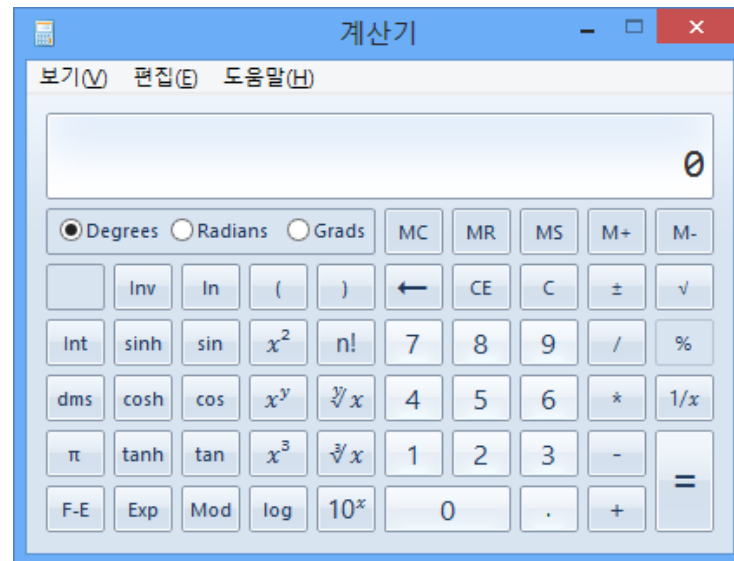 계산기
보기(V) 편집(E) 도움말(H)
0
Degrees Radians Grads MC MR MS M+ M-
Inv In ( ) ← CE C ± √
Int sinh sin x² n! 7 8 9 / %
dms cosh cos xʸ ʸ√x 4 5 6 * 1/x
π tanh tan x³ ³√x 1 2 3 - =
F-E Exp Mod log 10ˣ 0 . +